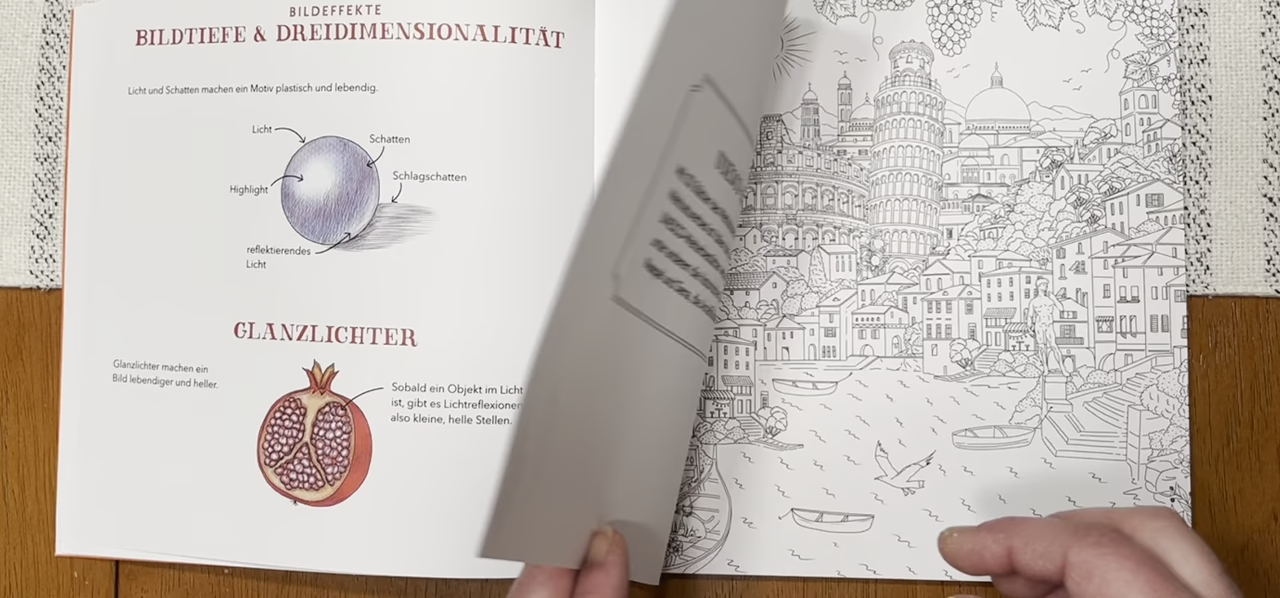 BILDEFFEKTE
BILDTIEFE & DREIDIMENSIONALITÄT
Licht und Schatten machen ein Motiv plastisch und lebendig.
Licht
Schatten
Highlight
Schlagschatten
reflektierendes
Licht
GLANZLICHTER
Glanzlichter machen ein
Bild lebendiger und heller.
Sobald ein Objekt im Licht
ist, gibt es Lichtreflexionen
also kleine, helle Stellen.